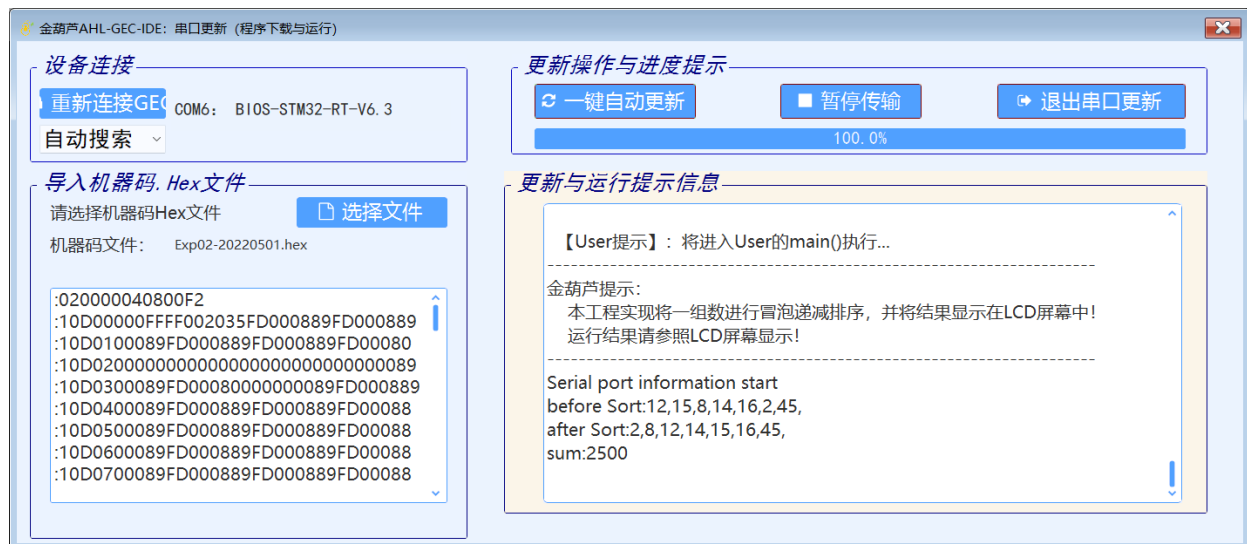 金葫芦AHL-GEC-IDE: 串口更新 (程序下载与运行)
设备连接
重新连接GEC
COM6: BIOS-STM32-RT-V6.3
自动搜索
更新操作与进度提示
一键自动更新
暂停传输
退出串口更新
100.0%
导入机器码.Hex文件
请选择机器码Hex文件
选择文件
机器码文件: Exp02-20220501.hex
:020000040800F2
:10D00000FFFF002035FD000889FD000889
:10D0100089FD000889FD000889FD00080
:10D02000000000000000000000000000089
:10D0300089FD00080000000089FD000889
:10D0400089FD000889FD000889FD00088
:10D0500089FD000889FD000889FD00088
:10D0600089FD000889FD000889FD00088
:10D0700089FD000889FD000889FD00088
更新与运行提示信息
【User提示】: 将进入User的main()执行...
------------------------------------------------------------------
金葫芦提示:
本工程实现将一组数进行冒泡递减排序，并将结果显示在LCD屏幕中!
运行结果请参照LCD屏幕显示!
------------------------------------------------------------------
Serial port information start
before Sort:12,15,8,14,16,2,45,
after Sort:2,8,12,14,15,16,45,
sum:2500